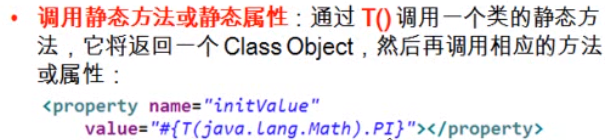 • 调用静态方法或静态属性：通过 T() 调用一个类的静态方
法，它将返回一个 Class Object，然后再调用相应的方法
或属性：
<property name="initValue"
value="#{T(java.lang.Math).PI}"></property>